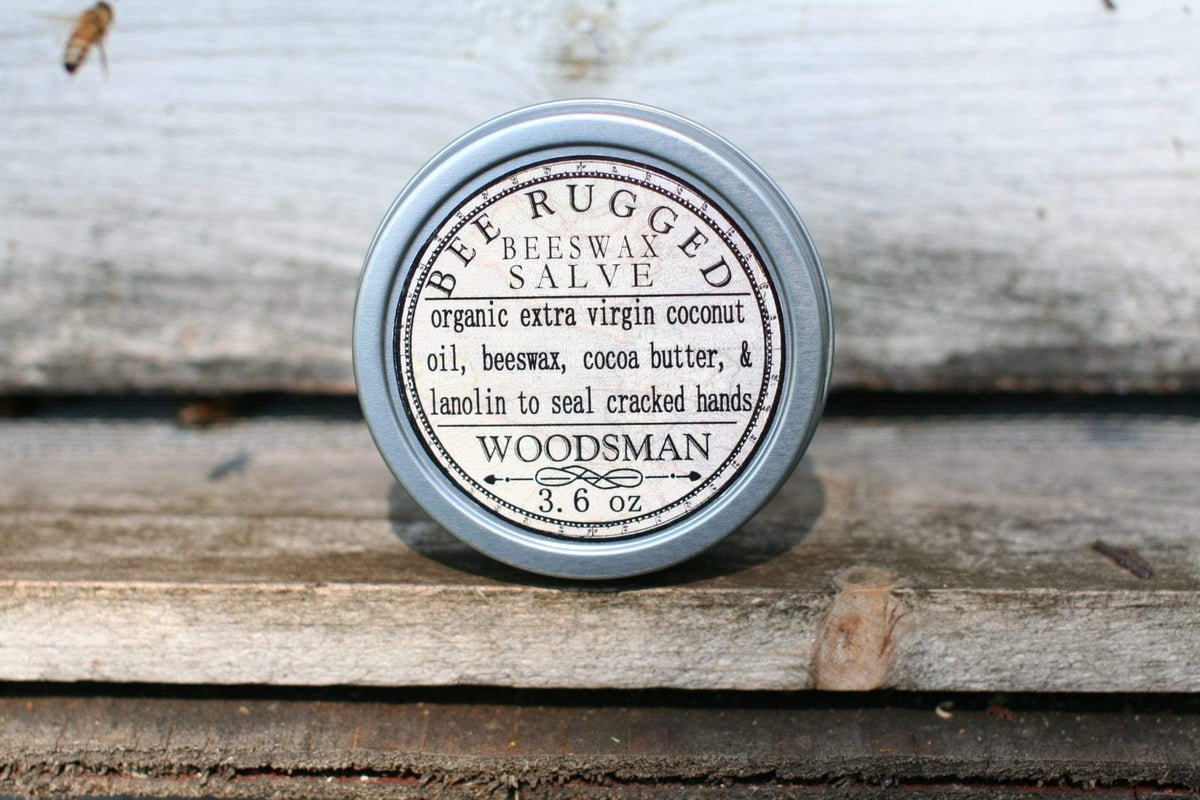 BEE RUGGED
BEESWAX
SALVE
organic extra virgin coconut
oil, beeswax, cocoa butter, &
lanolin to seal cracked hands
WOODSMAN
3.6 oz